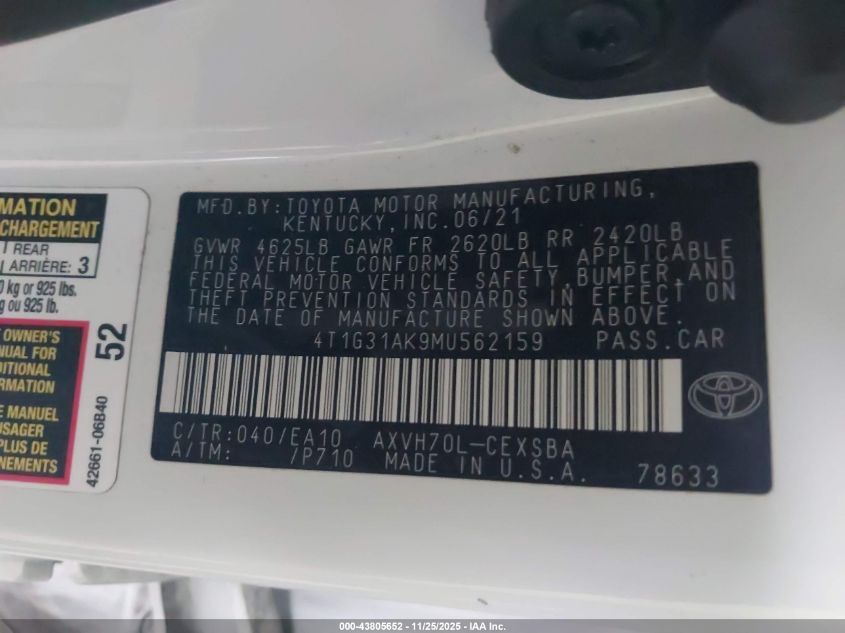 MFD.BY:TOYOTA MOTOR MANUFACTURING,
KENTUCKY,INC.06/21
GVWR 4625LB GAWR FR 2620LB RR 2420LB
THIS VEHICLE CONFORMS TO ALL APPLICABLE
FEDERAL MOTOR VEHICLE SAFETY,BUMPER,AND
THEFT PREVENTION STANDARDS IN EFFECT ON
THE DATE OF MANUFACTURE SHOWN ABOVE.
4T1G31AK9MU562159 PASS.CAR
C/TR:040/EA10 AXVH70L-CEXSBA
A/TM: /P710 MADE IN U.S.A.
78633
MATION
CHARGEMENT
REAR
ARRIÈRE: 3
kg or 925 lbs.
ou 925 lb.
OWNER'S
MANUAL FOR
DITIONAL
RMATION
E MANUEL
USAGER
PLUS DE
NEMENTS
52
42661-06B40
000-43805652 - 11/25/2025 - IAA Inc.